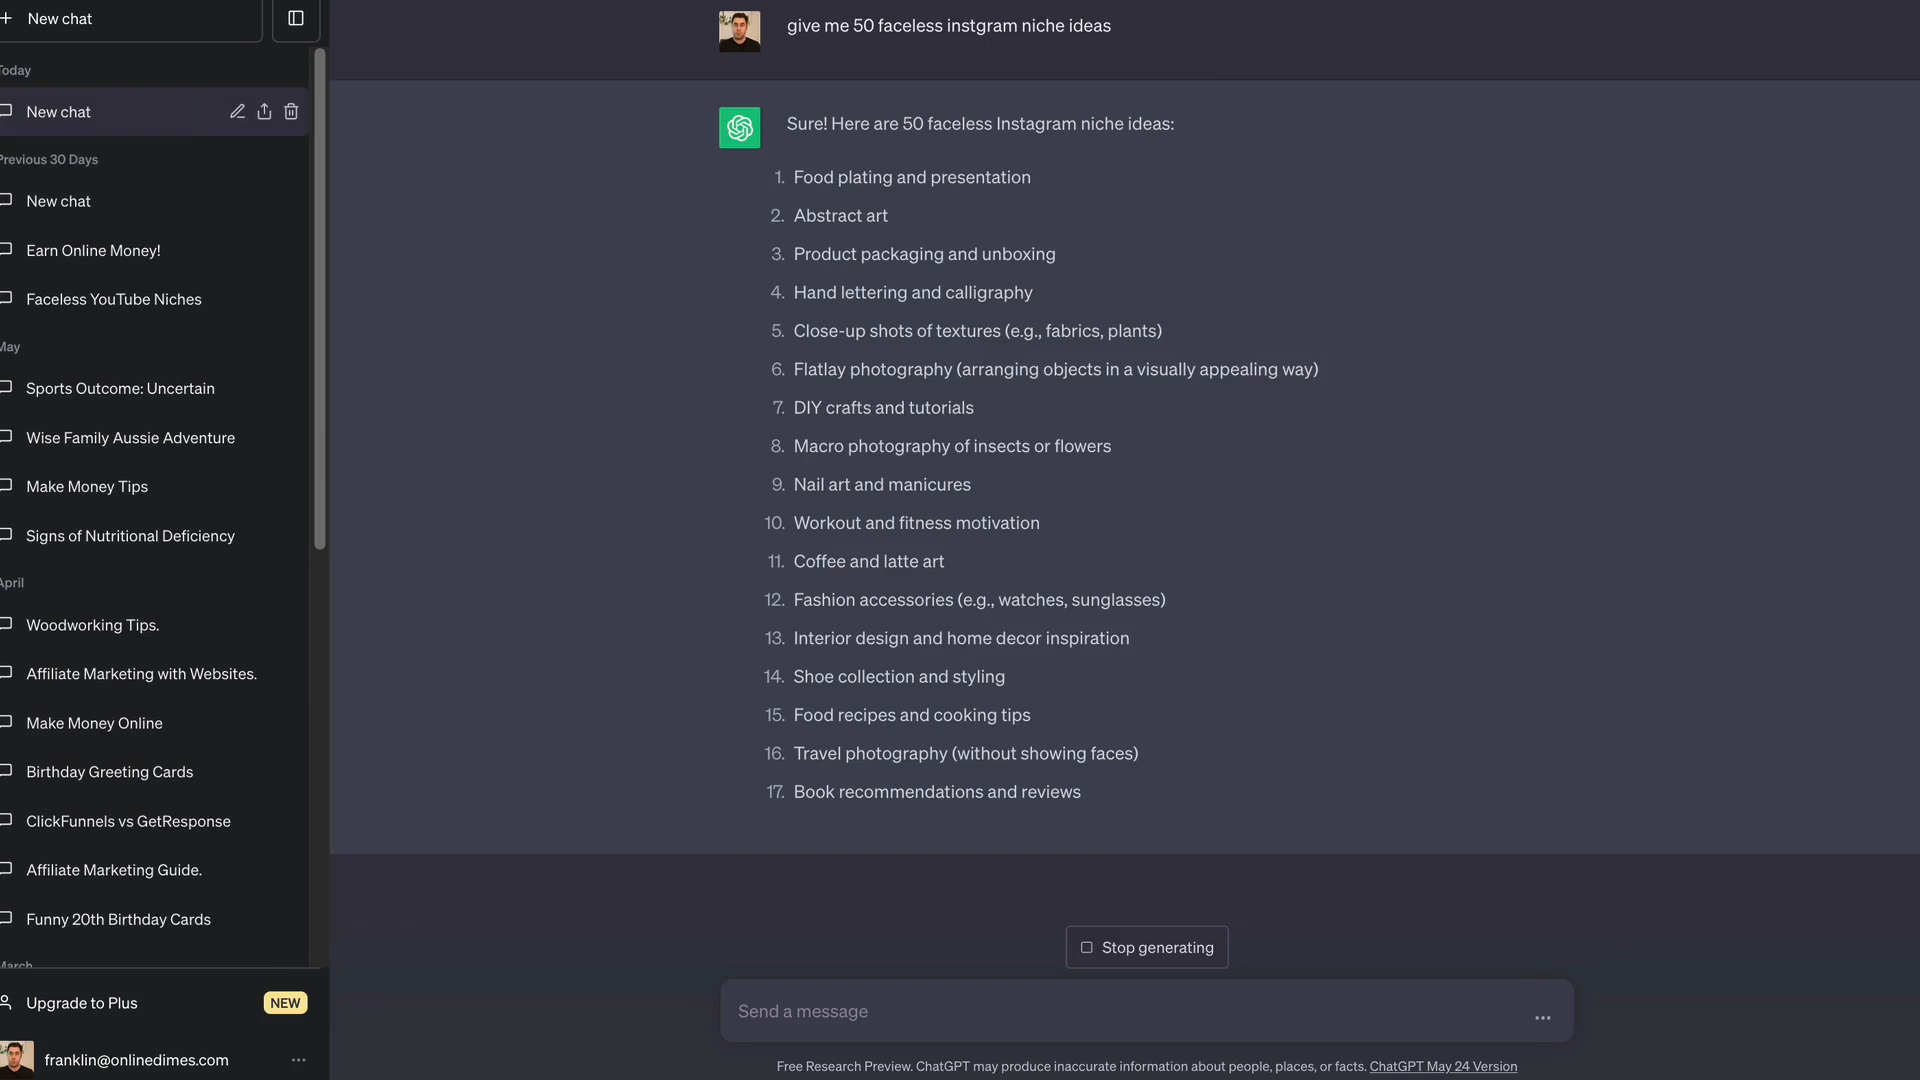 New chat
Today
New chat
Previous 30 Days
New chat
Earn Online Money!
Faceless YouTube Niches
May
Sports Outcome: Uncertain
Wise Family Aussie Adventure
Make Money Tips
Signs of Nutritional Deficiency
April
Woodworking Tips.
Affiliate Marketing with Websites.
Make Money Online
Birthday Greeting Cards
ClickFunnels vs GetResponse
Affiliate Marketing Guide.
Funny 20th Birthday Cards
March
Upgrade to Plus NEW
franklin@onlinedimes.com
give me 50 faceless instgram niche ideas
Sure! Here are 50 faceless Instagram niche ideas:
1. Food plating and presentation
2. Abstract art
3. Product packaging and unboxing
4. Hand lettering and calligraphy
5. Close-up shots of textures (e.g., fabrics, plants)
6. Flatlay photography (arranging objects in a visually appealing way)
7. DIY crafts and tutorials
8. Macro photography of insects or flowers
9. Nail art and manicures
10. Workout and fitness motivation
11. Coffee and latte art
12. Fashion accessories (e.g., watches, sunglasses)
13. Interior design and home decor inspiration
14. Shoe collection and styling
15. Food recipes and cooking tips
16. Travel photography (without showing faces)
17. Book recommendations and reviews
Stop generating
Send a message
Free Research Preview. ChatGPT may produce inaccurate information about people, places, or facts. ChatGPT May 24 Version